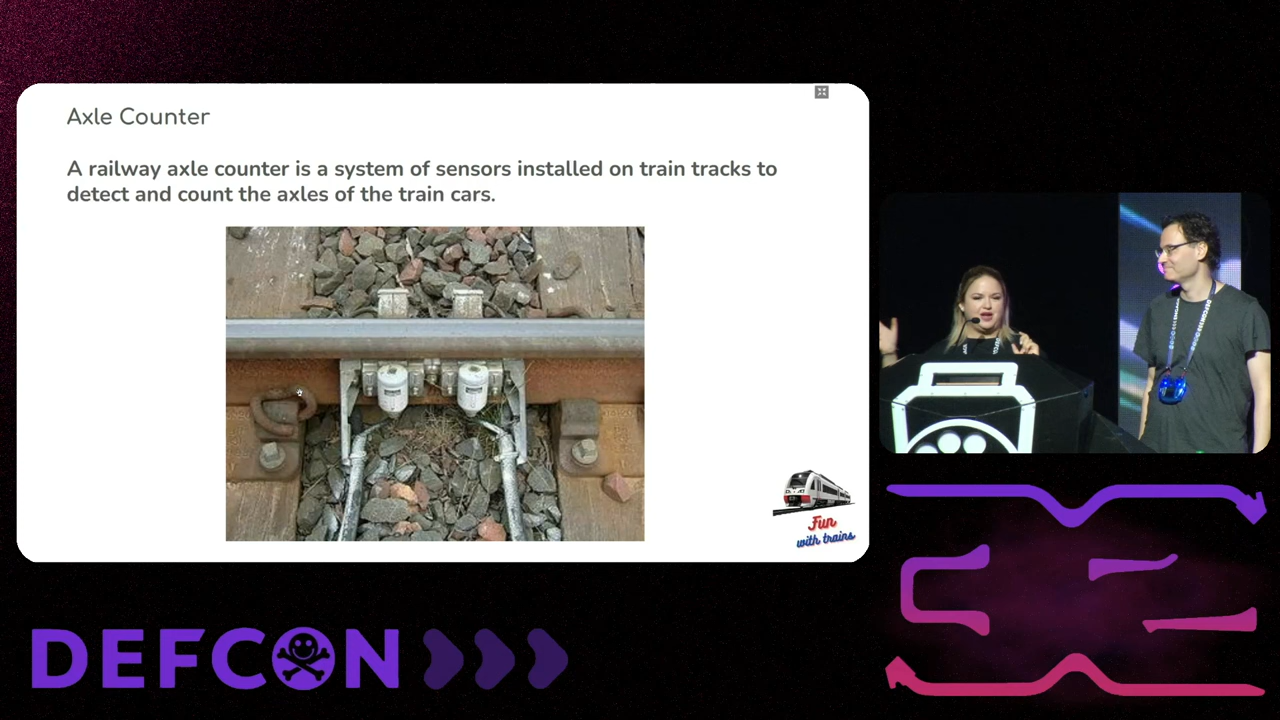 Axle Counter
A railway axle counter is a system of sensors installed on train tracks to
detect and count the axles of the train cars.
Fun
with trains
DEFCON